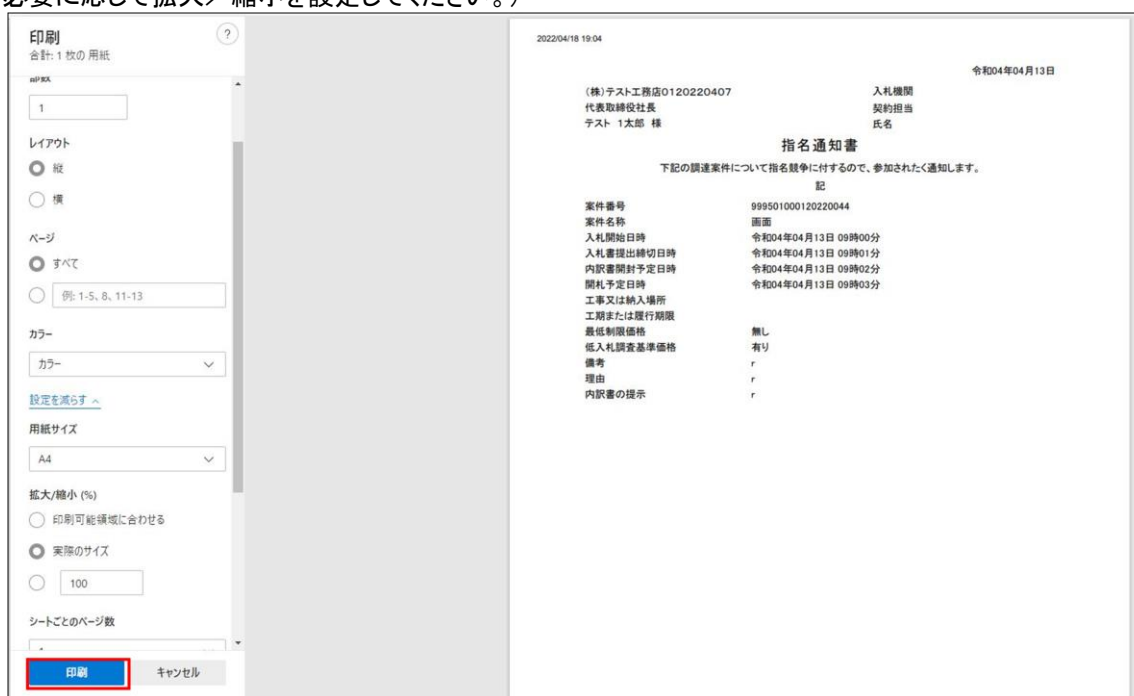 必要に応じて拡大／縮小を設定してください。）
印刷
?
合計: 1 枚の用紙
部数
1
レイアウト
縦
横
ページ
すべて
例: 1-5、8、11-13
カラー
カラー
設定を減らす
用紙サイズ
A4
拡大/縮小 (%)
印刷可能領域に合わせる
実際のサイズ
100
シートごとのページ数
印刷
キャンセル
2022/04/18 19:04
令和04年04月13日
(株)テスト工務店0120220407
入札機関
代表取締役社長
契約担当
テスト 1太郎 様
氏名
指名通知書
下記の調達案件について指名競争に付するので、参加されたく通知します。
記
案件番号 999501000120220044
案件名称 画面
入札開始日時 令和04年04月13日 09時00分
入札書提出締切日時 令和04年04月13日 09時01分
内訳書開封予定日時 令和04年04月13日 09時02分
開札予定日時 令和04年04月13日 09時03分
工事又は納入場所
工期または履行期限
最低制限価格 無し
低入札調査基準価格 有り
備考 r
理由 r
内訳書の提示 r